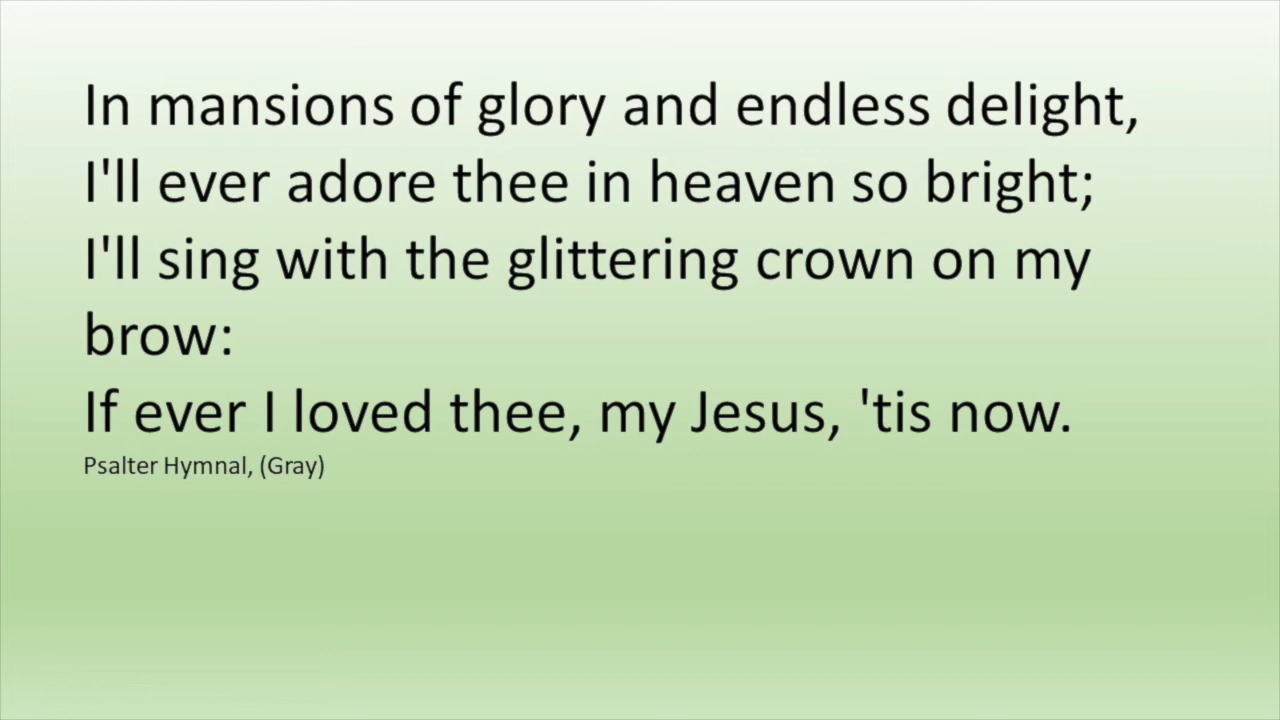 In mansions of glory and endless delight,
I'll ever adore thee in heaven so bright;
I'll sing with the glittering crown on my
brow:
If ever I loved thee, my Jesus, 'tis now.
Psalter Hymnal, (Gray)